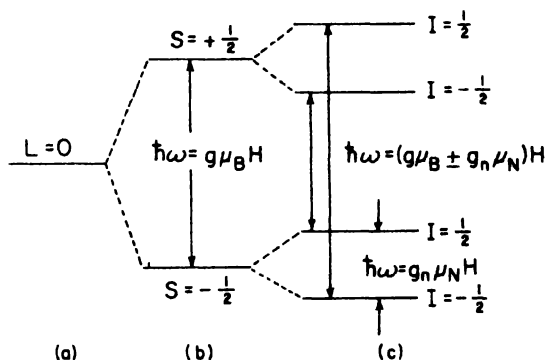 I = 1/2
S = + 1/2
I = - 1/2
L = O
ħω = gμ_B H
ħω = (gμ_B ± g_n μ_N)H
I = 1/2
ħω = g_n μ_N H
S = - 1/2
I = - 1/2
(a) (b) (c)